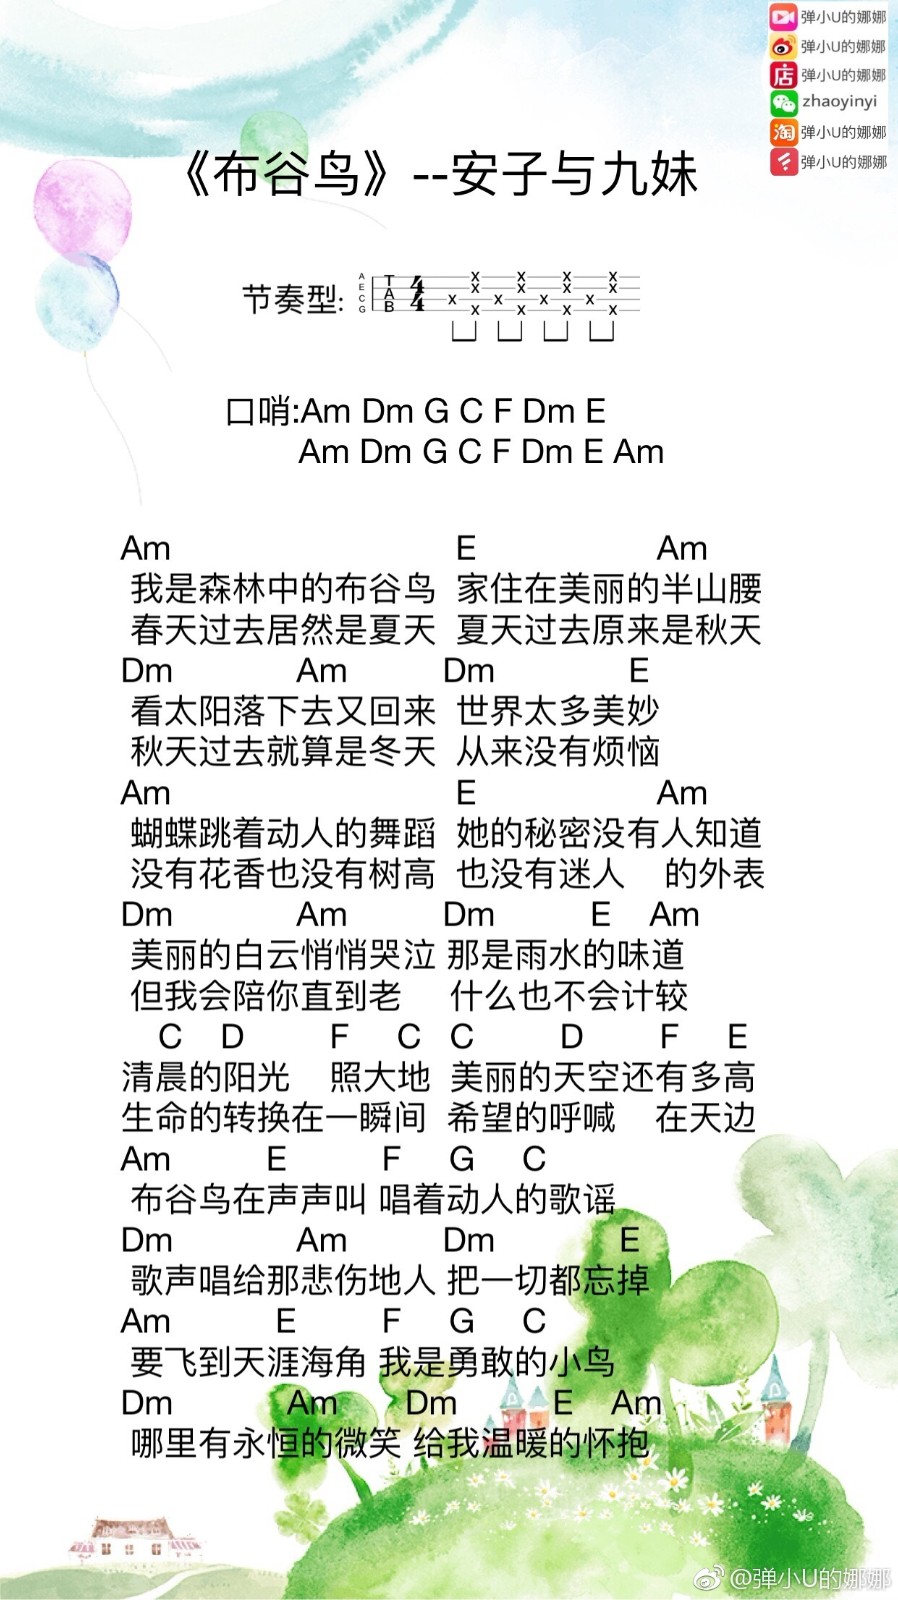 弹小U的娜娜
弹小U的娜娜
店 弹小U的娜娜
zhaoyinyi
淘 弹小U的娜娜
弹小U的娜娜
《布谷鸟》--安子与九妹
节奏型:
A
E
C
G
T
A
B
4
4
x x x x x x x x x x x x x x x x
口哨:Am Dm G C F Dm E
Am Dm G C F Dm E Am
Am E Am
我是森林中的布谷鸟 家住在美丽的半山腰
春天过去居然是夏天 夏天过去原来是秋天
Dm Am Dm E
看太阳落下去又回来 世界太多美妙
秋天过去就算是冬天 从来没有烦恼
Am E Am
蝴蝶跳着动人的舞蹈 她的秘密没有人知道
没有花香也没有树高 也没有迷人 的外表
Dm Am Dm E Am
美丽的白云悄悄哭泣 那是雨水的味道
但我会陪你直到老 什么也不会计较
C D F C C D F E
清晨的阳光 照大地 美丽的天空还有多高
生命的转换在一瞬间 希望的呼喊 在天边
Am E F G C
布谷鸟在声声叫 唱着动人的歌谣
Dm Am Dm E
歌声唱给那悲伤地人 把一切都忘掉
Am E F G C
要飞到天涯海角 我是勇敢的小鸟
Dm Am Dm E Am
哪里有永恒的微笑 给我温暖的怀抱
@弹小U的娜娜